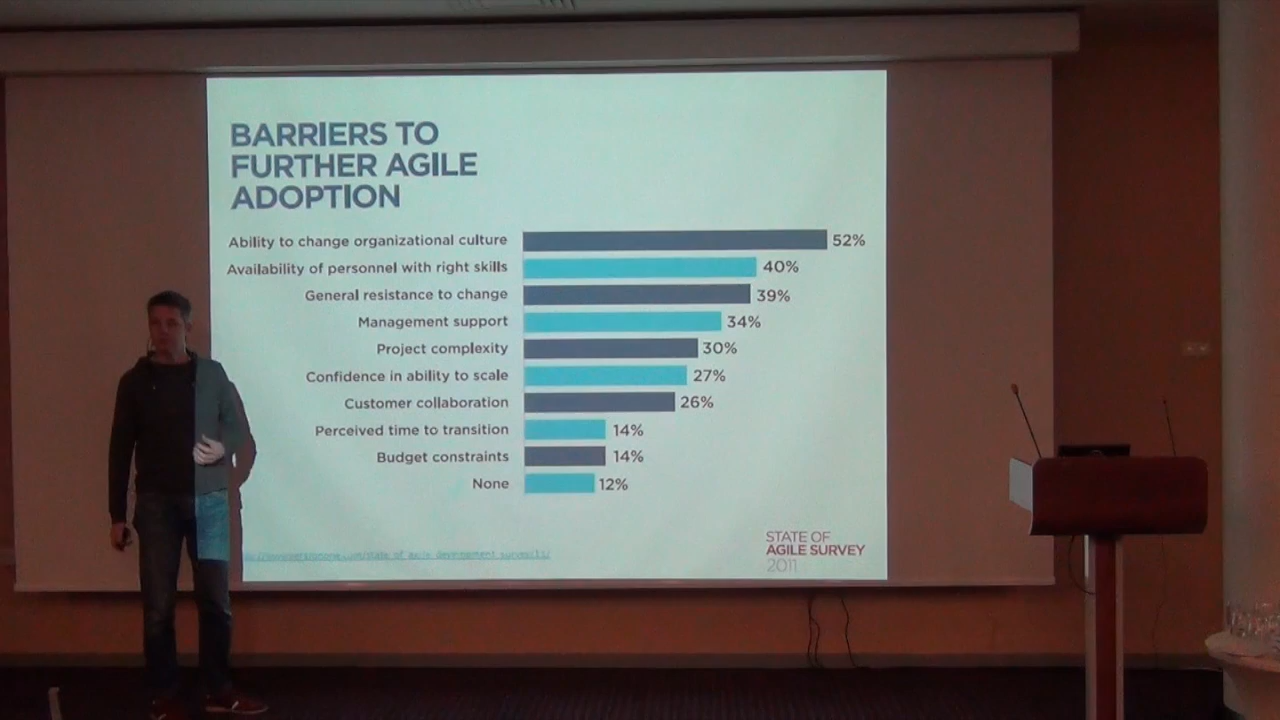 BARRIERS TO
FURTHER AGILE
ADOPTION
Ability to change organizational culture 52%
Availability of personnel with right skills 40%
General resistance to change 39%
Management support 34%
Project complexity 30%
Confidence in ability to scale 27%
Customer collaboration 26%
Perceived time to transition 14%
Budget constraints 14%
None 12%
STATE OF
AGILE SURVEY
2011